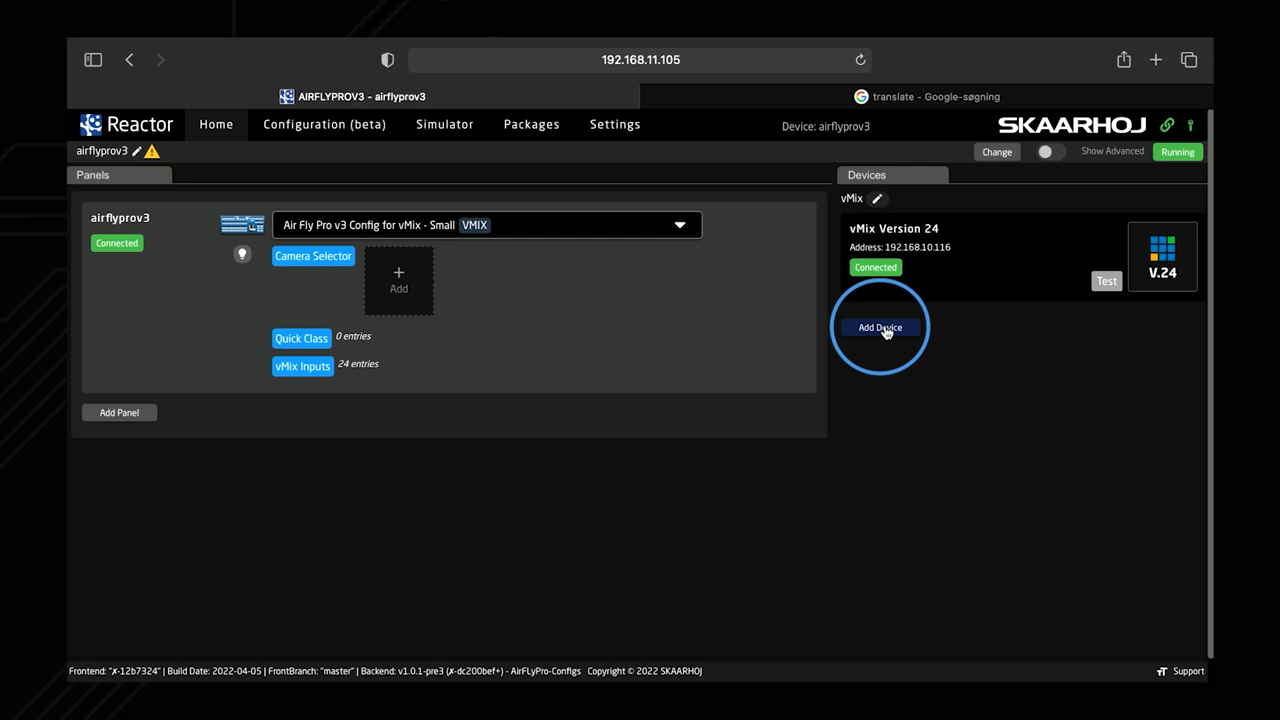 192.168.11.105
AIRFLYPROV3 - airflyprov3
translate - Google-søgning
Reactor
Home
Configuration (beta)
Simulator
Packages
Settings
Device: airflyprov3
SKAARHOJ
airflyprov3
Change
Show Advanced
Running
Panels
Devices
vMix
airflyprov3
Connected
Air Fly Pro v3 Config for vMix - Small VMIX
Camera Selector
+
Add
Quick Class 0 entries
vMix Inputs 24 entries
Add Panel
vMix Version 24
Address: 192.168.10.116
Connected
Test
V.24
Add Device
Frontend: "✗-12b7324" | Build Date: 2022-04-05 | FrontBranch: "master" | Backend: v1.0.1-pre3 (✗-dc200bef+) - AirFLyPro-Configs Copyright © 2022 SKAARHOJ
Support